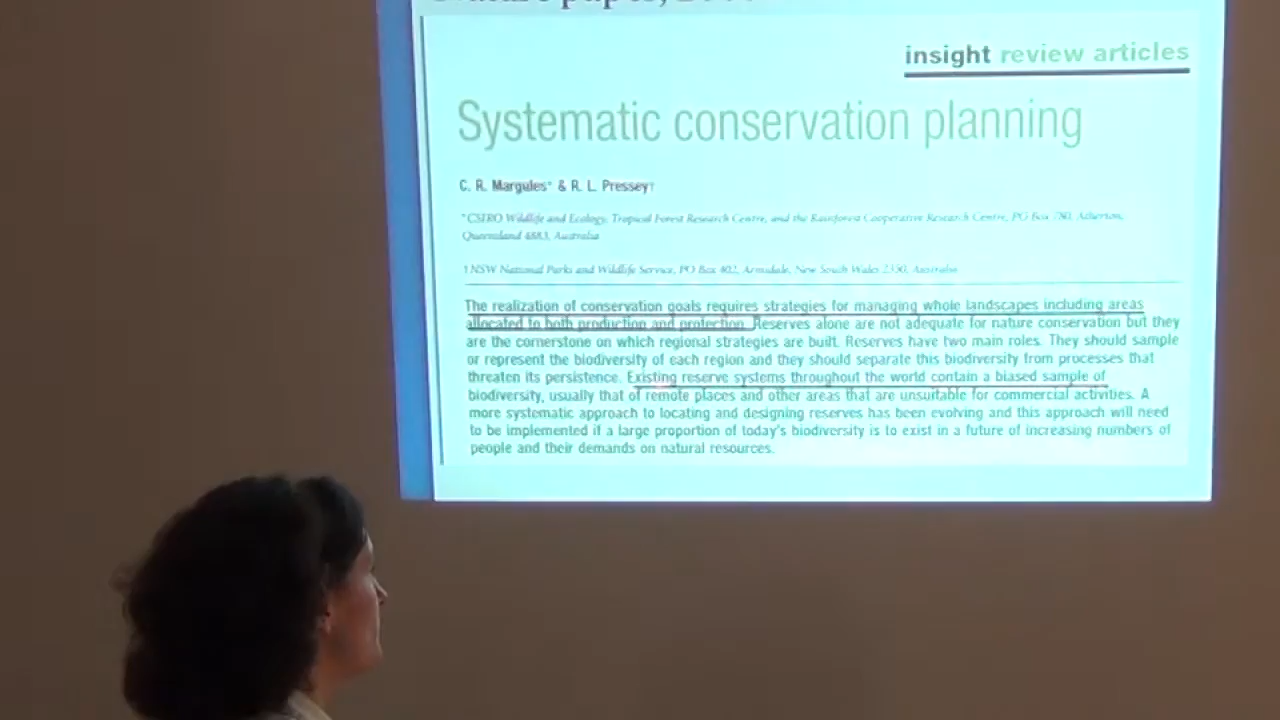 paper,
insight review articles
Systematic conservation planning
C. R. Margules* & R. L. Pressey†
*CSIRO Wildlife and Ecology, Tropical Forest Research Centre, and the Rainforest Cooperative Research Centre, PO Box 780, Atherton,
Queensland 4883, Australia
†NSW National Parks and Wildlife Service, PO Box 402, Armidale, New South Wales 2350, Australia
The realization of conservation goals requires strategies for managing whole landscapes including areas
allocated to both production and protection. Reserves alone are not adequate for nature conservation but they
are the cornerstone on which regional strategies are built. Reserves have two main roles. They should sample
or represent the biodiversity of each region and they should separate this biodiversity from processes that
threaten its persistence. Existing reserve systems throughout the world contain a biased sample of
biodiversity, usually that of remote places and other areas that are unsuitable for commercial activities. A
more systematic approach to locating and designing reserves has been evolving and this approach will need
to be implemented if a large proportion of today's biodiversity is to exist in a future of increasing numbers of
people and their demands on natural resources.